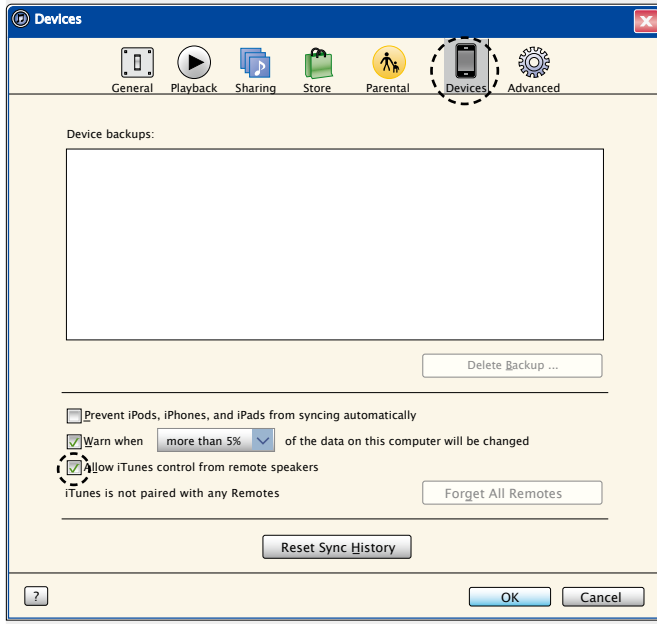 Devices
General Playback Sharing Store Parental Devices Advanced
Device backups:
Delete Backup ...
Prevent iPods, iPhones, and iPads from syncing automatically
Warn when more than 5% of the data on this computer will be changed
Allow iTunes control from remote speakers
iTunes is not paired with any Remotes Forget All Remotes
Reset Sync History
? OK Cancel